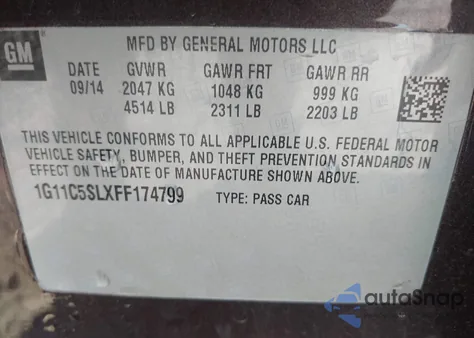 GM
MFD BY GENERAL MOTORS LLC
DATE GVWR GAWR FRT GAWR RR
09/14 2047 KG 1048 KG 999 KG
4514 LB 2311 LB 2203 LB
THIS VEHICLE CONFORMS TO ALL APPLICABLE U.S. FEDERAL MOTOR
VEHICLE SAFETY, BUMPER, AND THEFT PREVENTION STANDARDS IN
EFFECT ON THE DATE OF MANUFACTURE SHOWN ABOVE.
1G11C5SLXFF174799 TYPE: PASS CAR
autoSnap